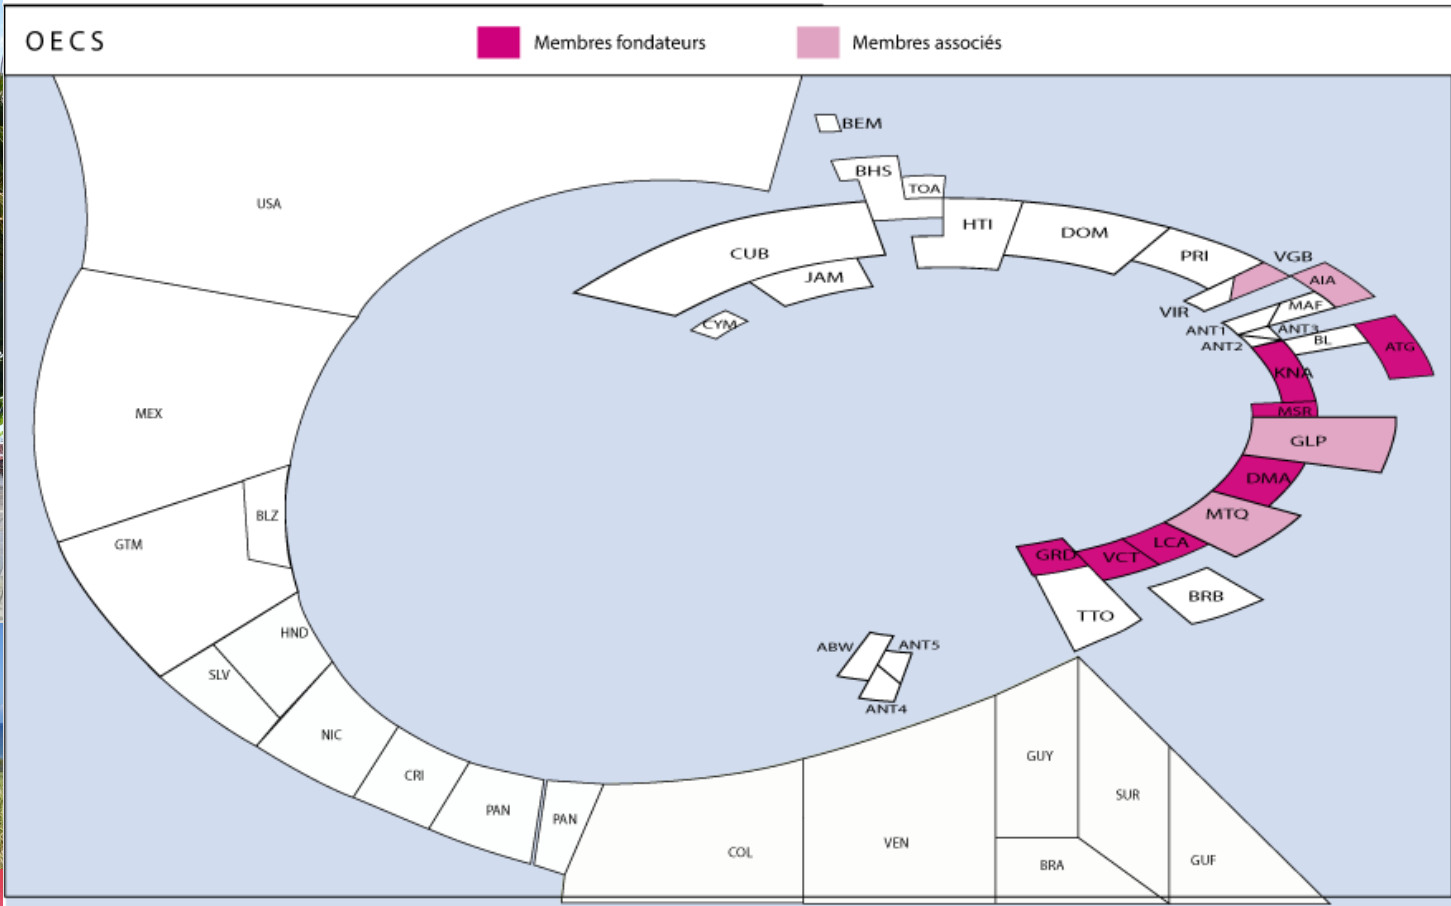 OECS
Membres fondateurs
Membres associés
BEM
BHS
TOA
USA
HTI
DOM
CUB
PRI
VGB
JAM
AIA
VIR
MAF
CYM
ANT1
ANT3
BL
ANT2
ATG
KNA
MEX
MSR
GLP
DMA
BLZ
MTQ
GTM
LCA
GRD
VCT
BRB
TTO
HND
ABW
ANT5
SLV
ANT4
NIC
GUY
CRI
SUR
PAN
PAN
VEN
COL
GUF
BRA